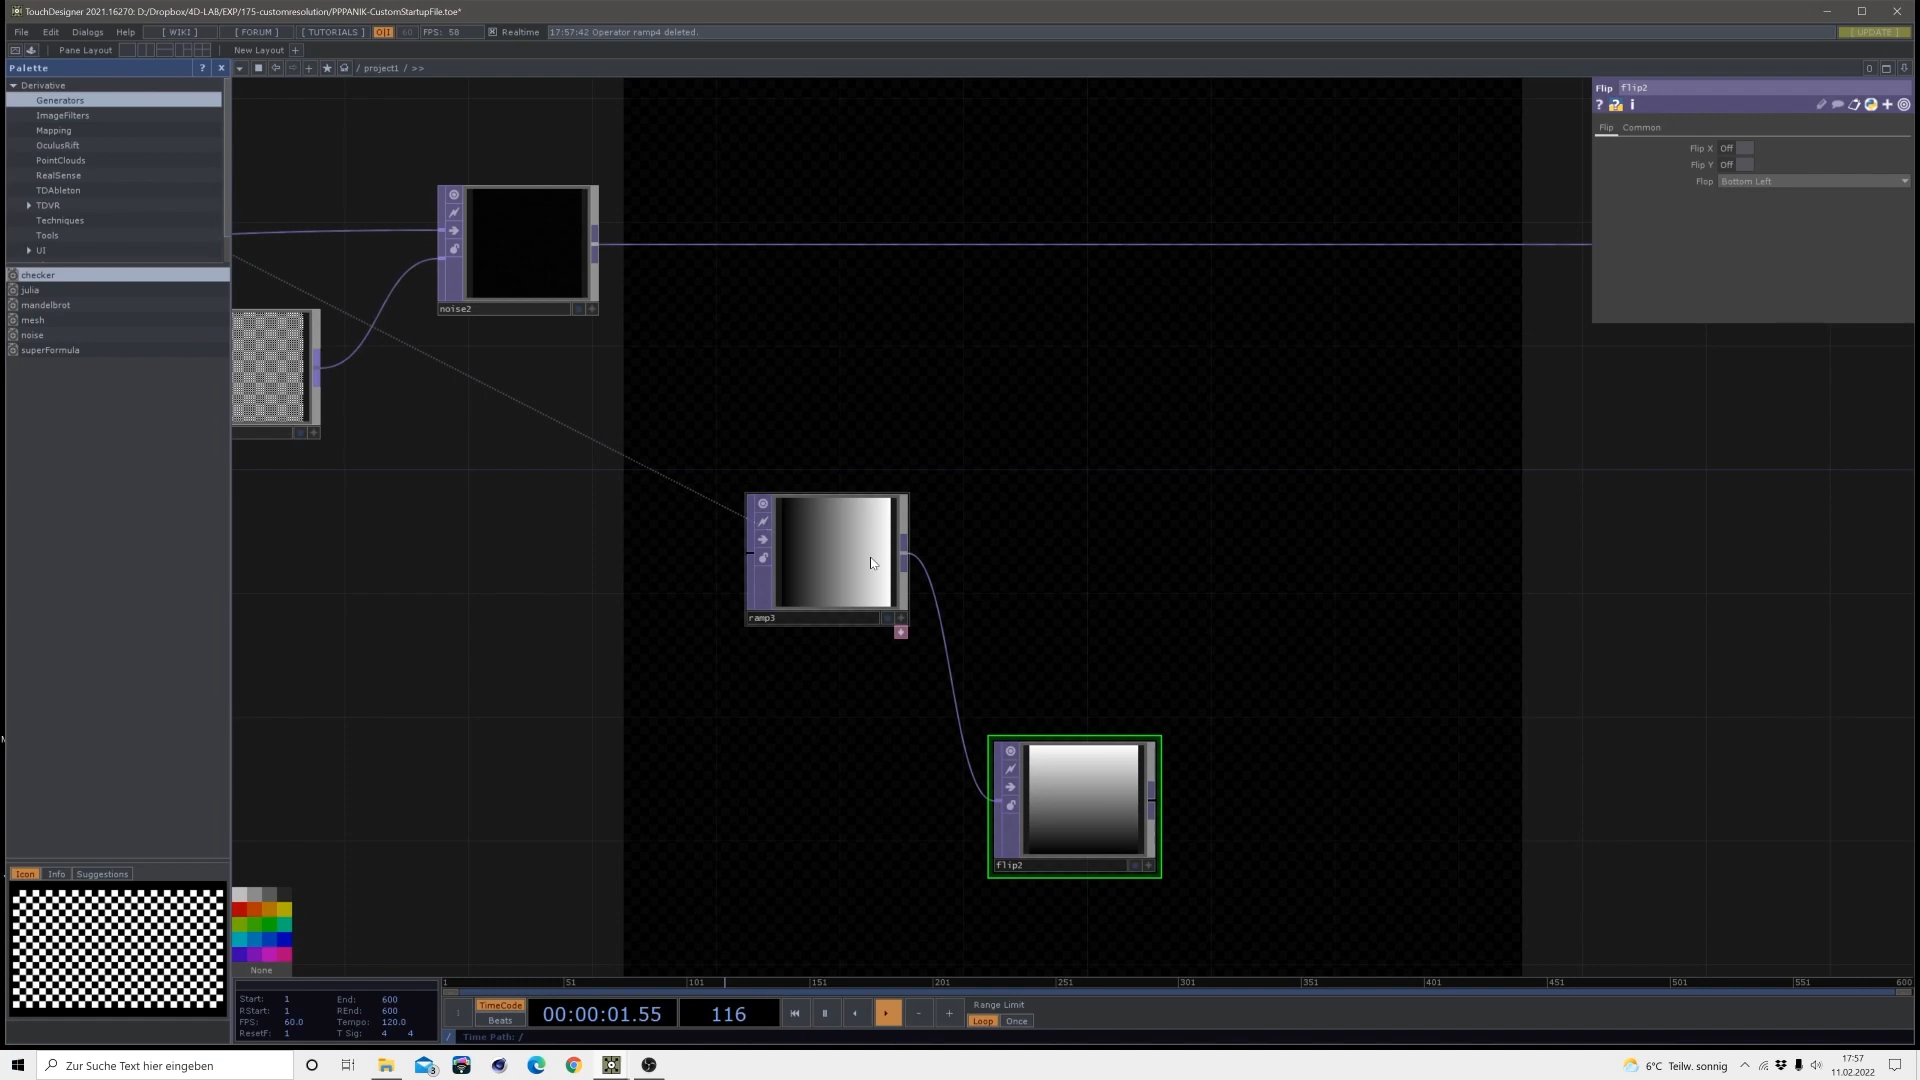 TouchDesigner 2021.16270: D:/Dropbox/4D-LAB/EXP/175-customresolution/PPPANIK-CustomStartupFile.toe*
File Edit Dialogs Help [ WIKI ] [ FORUM ] [ TUTORIALS ] O|I 60 FPS: 58 Realtime 17:57:42 Operator ramp4 deleted. [ UPDATE ]
Pane Layout New Layout +
Palette ? x / project1 / >> 0
Derivative
Generators
ImageFilters
Mapping
OculusRift
PointClouds
RealSense
TDAbleton
TDVR
Techniques
Tools
UI
checker
julia
mandelbrot
mesh
noise
superFormula
Icon Info Suggestions
None
noise2
ramp3
flip2
Flip flip2
? ? i
Flip Common
Flip X Off
Flip Y Off
Flop Bottom Left
1 51 101 151 201 251 301 351 401 451 501 551 600
Start: 1 End: 600
RStart: 1 REnd: 600
FPS: 60.0 Tempo: 120.0
ResetF: 1 T Sig: 4 4
TimeCode
Beats
00:00:01.55 116
- +
Range Limit
Loop Once
/ Time Path: /
Zur Suche Text hier eingeben
3
6°C Teilw. sonnig
17:57
11.02.2022